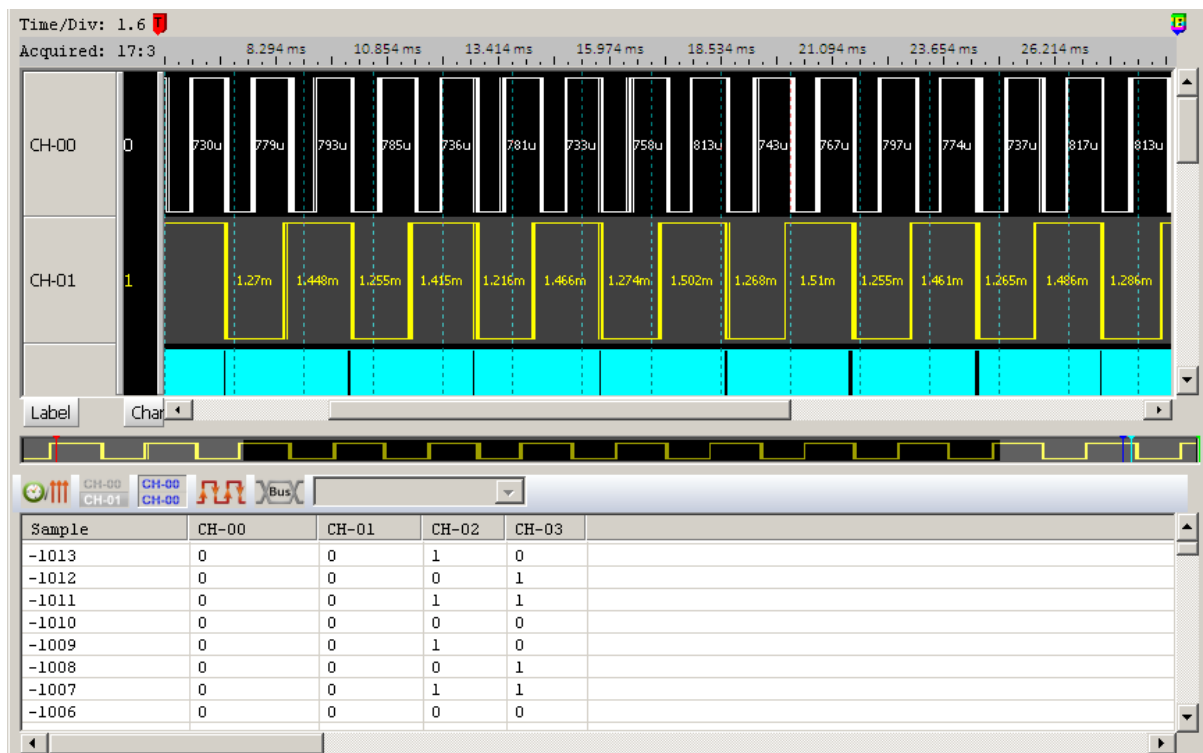 Time/Div: 1.6 T E
Acquired: 17:3 8.294 ms 10.854 ms 13.414 ms 15.974 ms 18.534 ms 21.094 ms 23.654 ms 26.214 ms
CH-00 0 730u 779u 793u 785u 736u 781u 733u 758u 813u 743u 767u 797u 774u 737u 817u 813u
CH-01 1 1.27m 1.448m 1.255m 1.415m 1.216m 1.466m 1.274m 1.502m 1.268m 1.51m 1.255m 1.461m 1.265m 1.486m 1.286m
Label Char
CH-00 CH-00
CH-01 CH-00
Bus
Sample CH-00 CH-01 CH-02 CH-03
-1013 0 0 1 0
-1012 0 0 0 1
-1011 0 0 1 1
-1010 0 0 0 0
-1009 0 0 1 0
-1008 0 0 0 1
-1007 0 0 1 1
-1006 0 0 0 0